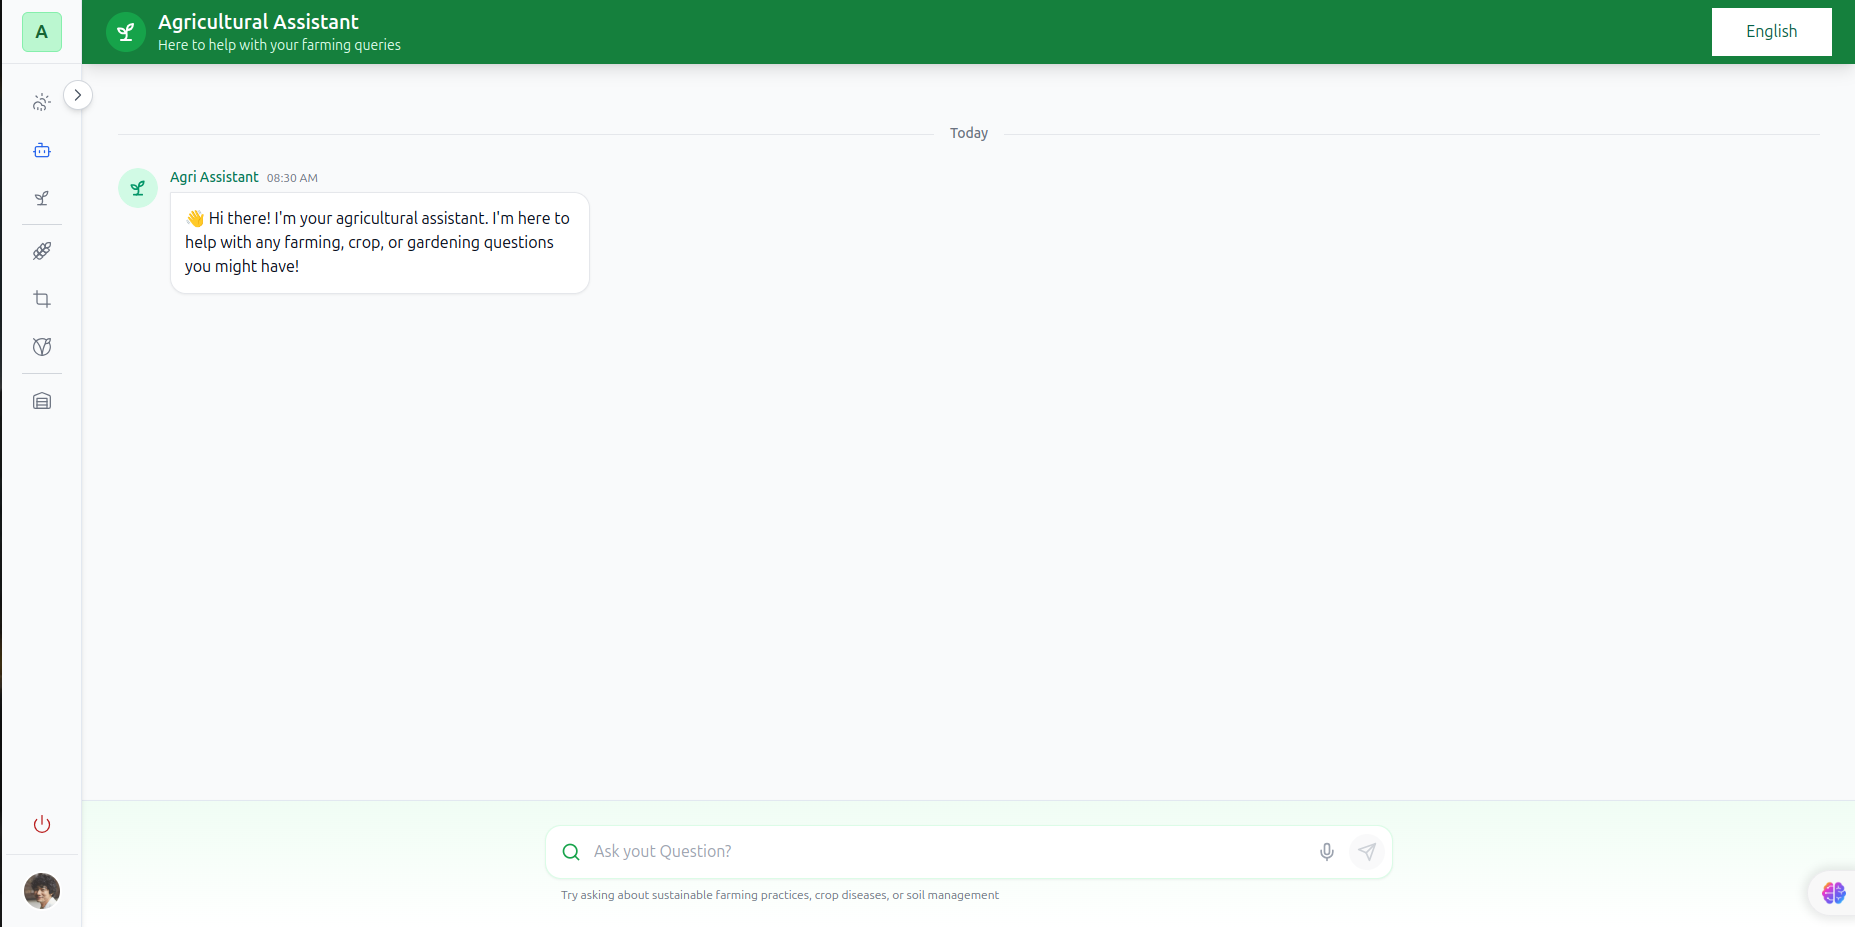 A
Agricultural Assistant
Here to help with your farming queries
English
Today
Agri Assistant 08:30 AM
👋 Hi there! I'm your agricultural assistant. I'm here to
help with any farming, crop, or gardening questions
you might have!
Ask yout Question?
Try asking about sustainable farming practices, crop diseases, or soil management